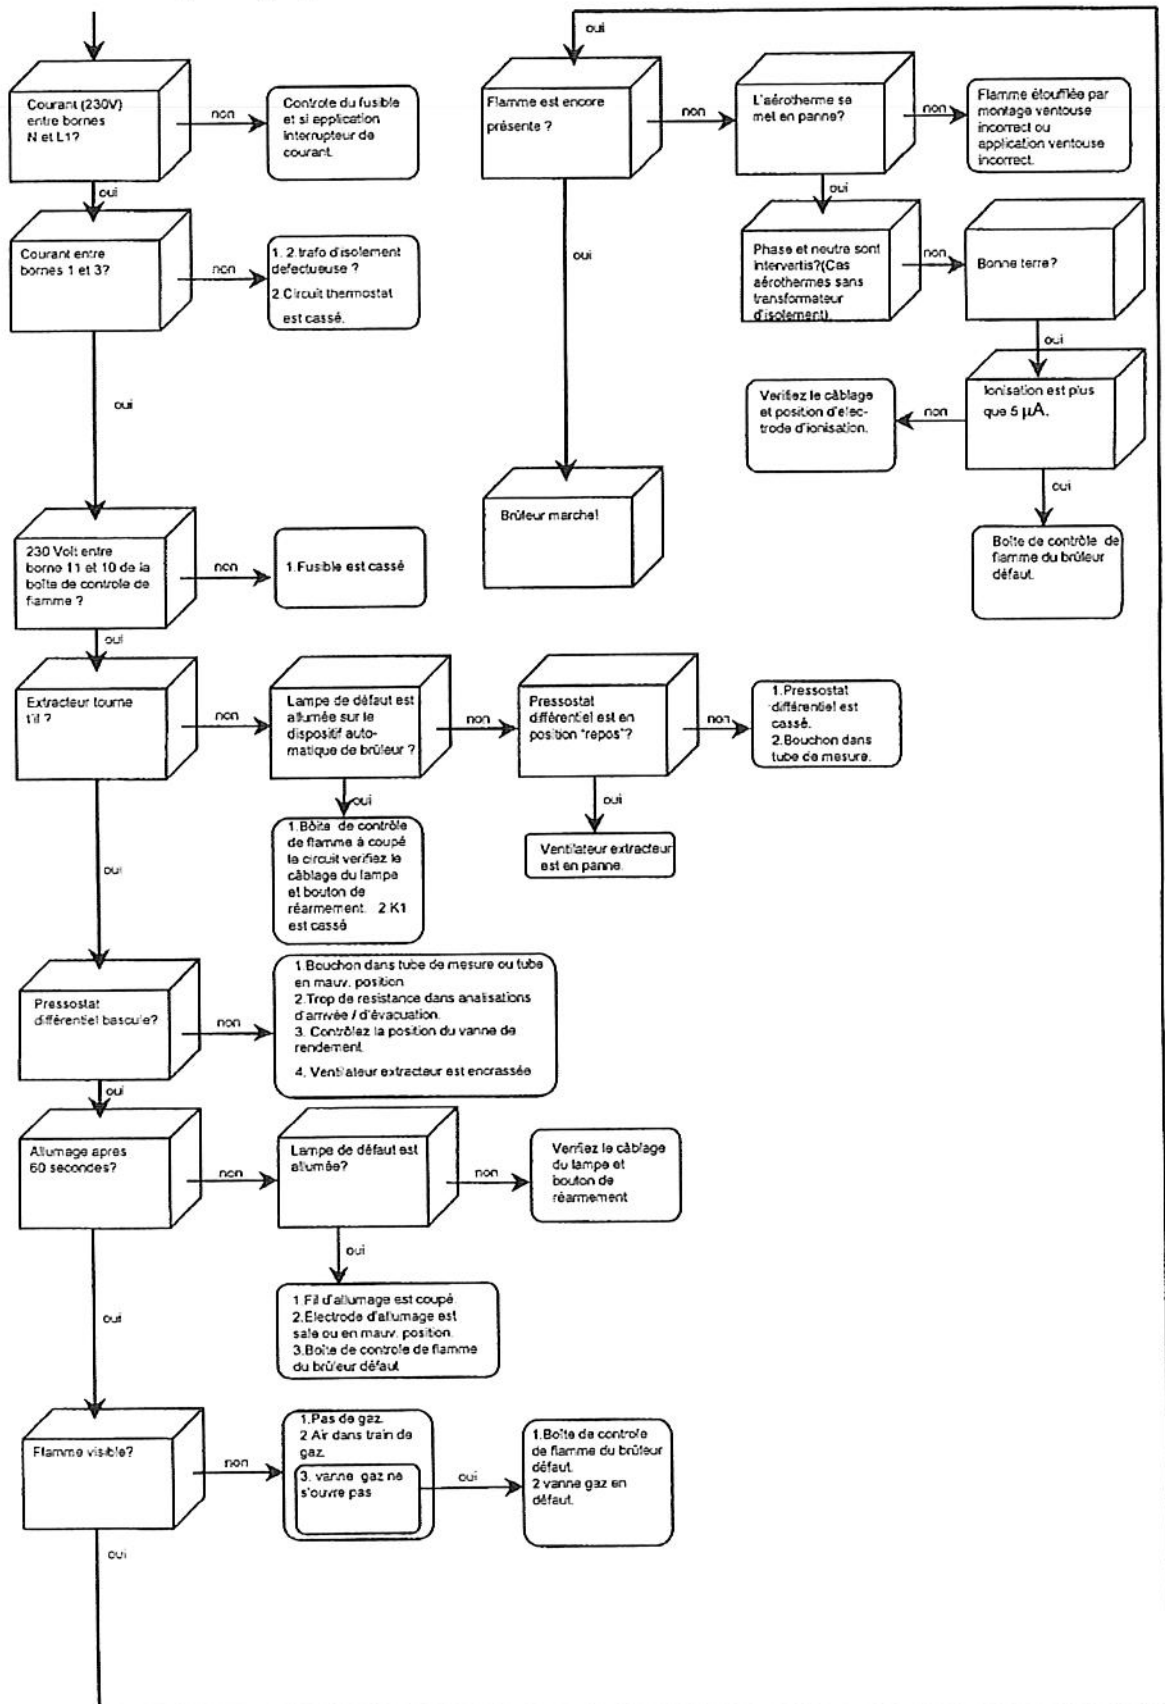 Courant (230V)
entre bornes
N et L1?
non
Controle du fusible
et si application
interrupteur de
courant.
oui
Courant entre
bornes 1 et 3?
non
1. 2.trafo d'isolement
defectueuse ?
2.Circuit thermostat
est cassé.
oui
230 Volt entre
borne 11 et 10 de la
boîte de controle de
flamme ?
non
1.Fusible est cassé
oui
Extracteur tourne
t'il ?
non
Lampe de défaut est
allumée sur le
dispositif auto-
matique de brûleur ?
non
Pressostat
différentiel est en
position "repos"?
non
1.Pressostat
différentiel est
cassé.
2.Bouchon dans
tube de mesure.
oui
1.Bôite de contrôle
de flamme à coupé
le circuit verifiez le
câblage du lampe
et bouton de
réarmement. 2.K1
est cassé
oui
Ventilateur extracteur
est en panne.
oui
Pressostat
différentiel bascule?
non
1.Bouchon dans tube de mesure ou tube
en mauv. position
2.Trop de resistance dans analisations
d'arrivée / d'évacuation.
3. Contrôlez la position du vanne de
rendement.
4. Ventilateur extracteur est encrassée
oui
Allumage apres
60 secondes?
non
Lampe de défaut est
allumée?
non
Verifiez le câblage
du lampe et
bouton de
réarmement
oui
1.Fil d'allumage est coupé.
2.Electrode d'allumage est
sale ou en mauv. position.
3.Boîte de controle de flamme
du brûleur défaut
oui
Flamme visible?
non
1.Pas de gaz.
2 Air dans train de
gaz.
3. vanne gaz ne
s'ouvre pas
oui
1.Boîte de controle
de flamme du brûleur
défaut.
2 vanne gaz en
défaut.
oui
oui
Flamme est encore
présente ?
non
L'aérotherme se
met en panne?
non
Flamme étoufflée par
montage ventouse
incorrect ou
application ventouse
incorrect.
oui
Phase et neutre sont
intervertis?(Cas
aérothermes sans
transformateur
d'isolement)
non
Bonne terre?
oui
Ionisation est plus
que 5 µA.
non
Verifiez le câblage
et position d'elec-
trode d'ionisation.
oui
Boîte de contrôle de
flamme du brûleur
défaut.
oui
Brûleur marche!